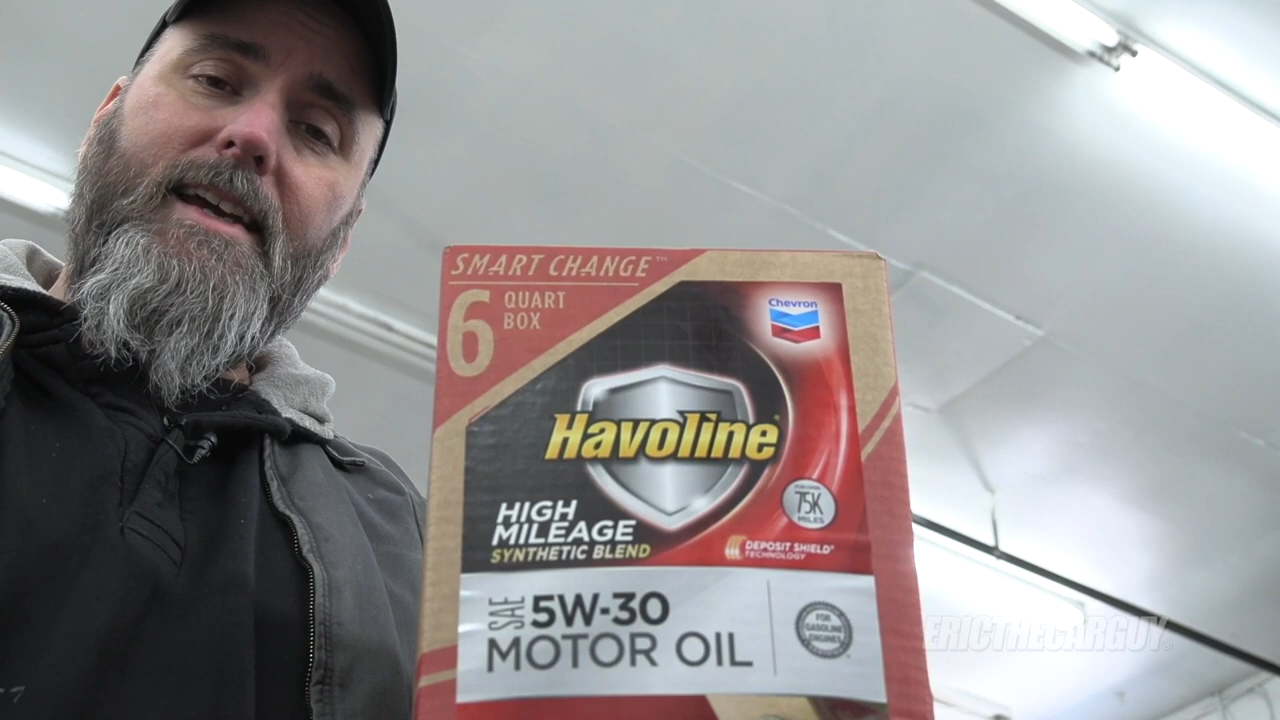 SMART CHANGE™
6 QUART
BOX
Chevron
Havoline®
75K
MILES
HIGH
MILEAGE
SYNTHETIC BLEND
DEPOSIT SHIELD®
TECHNOLOGY
SAE 5W-30
MOTOR OIL
FOR
GASOLINE
ENGINES
ERICTHECARGUY®